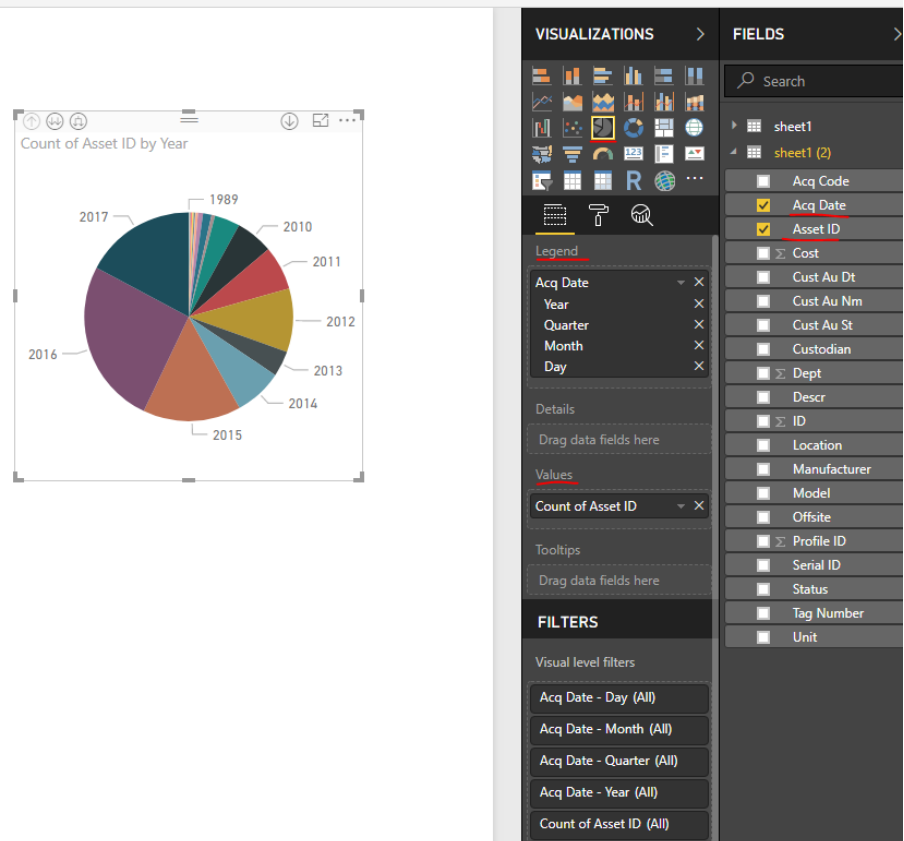 Count of Asset ID by Year
1989
2010
2011
2012
2013
2014
2015
2016
2017
VISUALIZATIONS
123
R
Legend
Acq Date
Year
Quarter
Month
Day
Details
Drag data fields here
Values
Count of Asset ID
Tooltips
Drag data fields here
FILTERS
Visual level filters
Acq Date - Day (All)
Acq Date - Month (All)
Acq Date - Quarter (All)
Acq Date - Year (All)
Count of Asset ID (All)
FIELDS
Search
sheet1
sheet1 (2)
Acq Code
Acq Date
Asset ID
Σ Cost
Cust Au Dt
Cust Au Nm
Cust Au St
Custodian
Σ Dept
Descr
Σ ID
Location
Manufacturer
Model
Offsite
Σ Profile ID
Serial ID
Status
Tag Number
Unit